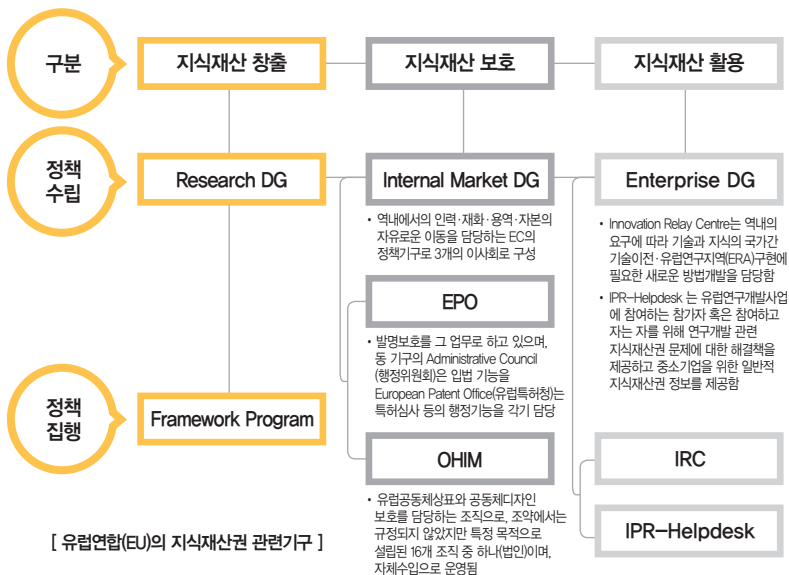 구분
지식재산 창출
지식재산 보호
지식재산 활용
정책
수립
Research DG
Internal Market DG
Enterprise DG
• 역내에서의 인력·재화·용역·자본의
자유로운 이동을 담당하는 EC의
정책기구로 3개의 이사회로 구성
• Innovation Relay Centre는 역내의
요구에 따라 기술과 지식의 국가간
기술이전·유럽연구지역(ERA)구현에
필요한 새로운 방법개발을 담당함
• IPR-Helpdesk 는 유럽연구개발사업
에 참여하는 참가자 혹은 참여하고
자는 자를 위해 연구개발 관련
지식재산권 문제에 대한 해결책을
제공하고 중소기업을 위한 일반적
지식재산권 정보를 제공함
EPO
• 발명보호를 그 업무로 하고 있으며,
동 기구의 Administrative Council
(행정위원회)은 입법 기능을
European Patent Office(유럽특허청)는
특허심사 등의 행정기능을 각기 담당
정책
집행
Framework Program
OHIM
• 유럽공동체상표와 공동체디자인
보호를 담당하는 조직으로, 조약에서는
규정되지 않았지만 특정 목적으로
설립된 16개 조직 중 하나(법인)이며,
자체수입으로 운영됨
IRC
IPR-Helpdesk
[ 유럽연합(EU)의 지식재산권 관련기구 ]